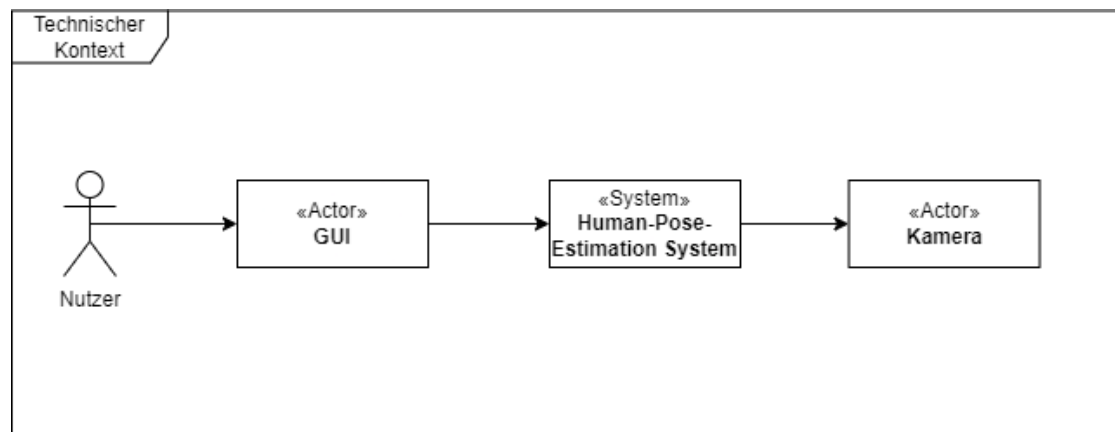 Technischer
Kontext
«Actor»
GUI
«System»
Human-Pose-
Estimation System
«Actor»
Kamera
Nutzer